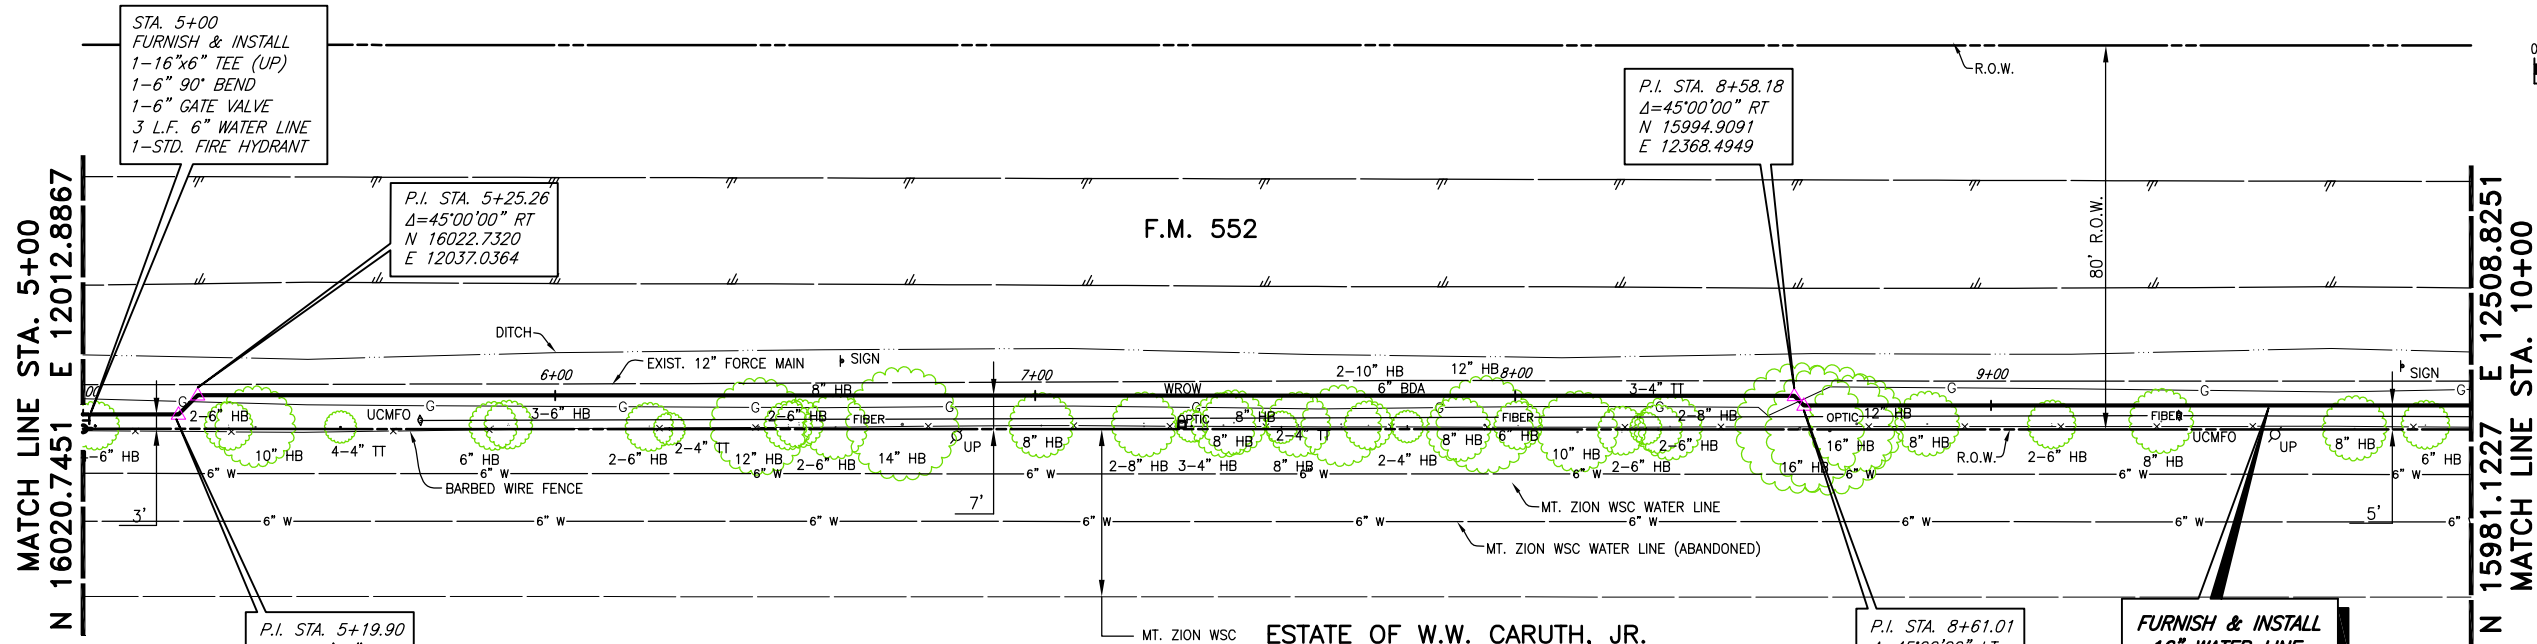 STA. 5+00
FURNISH & INSTALL
1-16"x6" TEE (UP)
1-6" 90° BEND
1-6" GATE VALVE
3 L.F. 6" WATER LINE
1-STD. FIRE HYDRANT
P.I. STA. 5+25.26
Δ=45°00'00" RT
N 16022.7320
E 12037.0364
P.I. STA. 8+58.18
Δ=45°00'00" RT
N 15994.9091
E 12368.4949
R.O.W.
80' R.O.W.
F.M. 552
MATCH LINE STA. 5+00
N 16020.7451 E 12012.8867
N 15981.1227 E 12508.8251
MATCH LINE STA. 10+00
DITCH
EXIST. 12" FORCE MAIN
SIGN
6+00
7+00
8+00
9+00
SIGN
8" HB
WROW
2-10" HB
6" BDA
12" HB
3-4" TT
G
G
G
G
G
G
G
G
G
G
2-6" HB
UCMFO
3-6" HB
2-6" HB
FIBER
OPTIC
8" HB
FIBER
2-8" HB
OPTIC
12" HB
FIBER
UCMFO
-6" HB
10" HB
4-4" TT
6" HB
2-6" HB
2-4" TT
12" HB
2-6" HB
14" HB
UP
8" HB
2-8" HB
3-4" HB
8" HB
8" HB
2-4" TT
2-4" HB
8" HB
6" HB
10" HB
2-6" HB
2-6" HB
16" HB
16" HB
8" HB
R.O.W.
2-6" HB
8" HB
UP
8" HB
6" HB
6" W
6" W
6" W
6" W
6" W
6" W
6" W
6" W
6" W
BARBED WIRE FENCE
3'
7'
5'
MT. ZION WSC WATER LINE
6" W
6" W
6" W
6" W
6" W
6" W
6" W
6" W
6"
MT. ZION WSC WATER LINE (ABANDONED)
P.I. STA. 5+19.90
MT. ZION WSC
ESTATE OF W.W. CARUTH, JR.
P.I. STA. 8+61.01
FURNISH & INSTALL